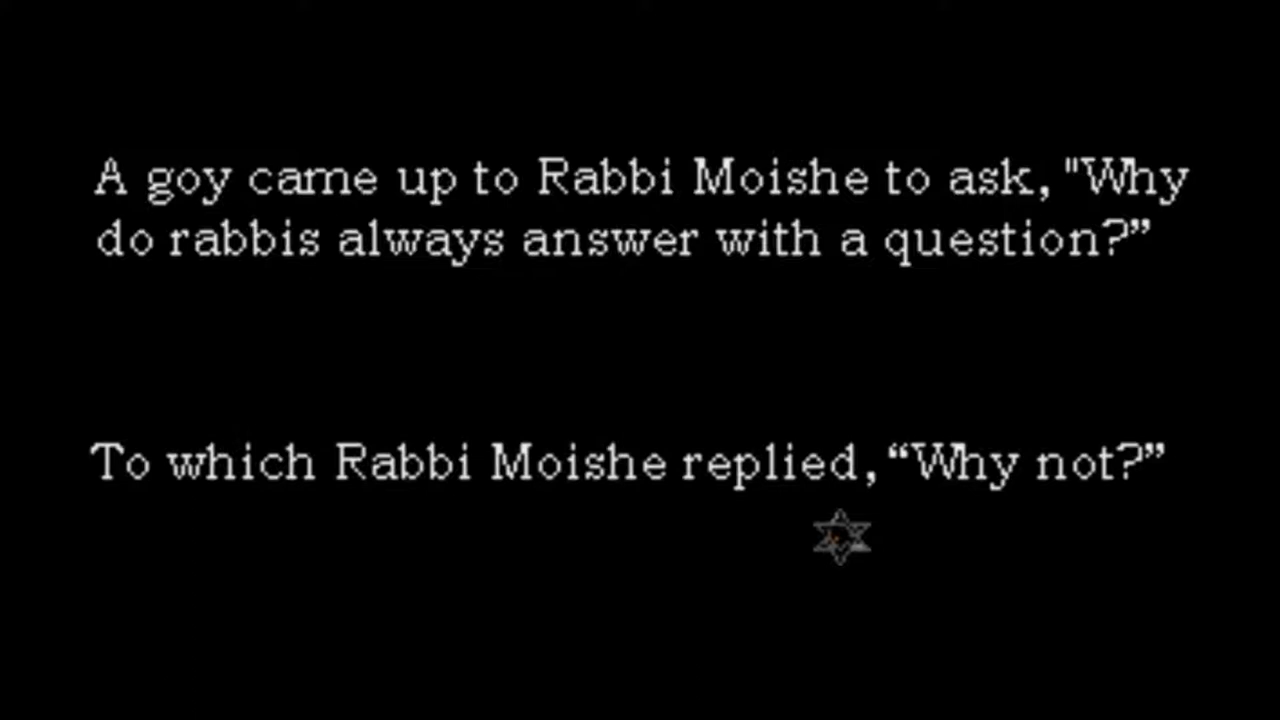 A goy came up to Rabbi Moishe to ask, "Why
do rabbis always answer with a question?”
To which Rabbi Moishe replied, “Why not?”